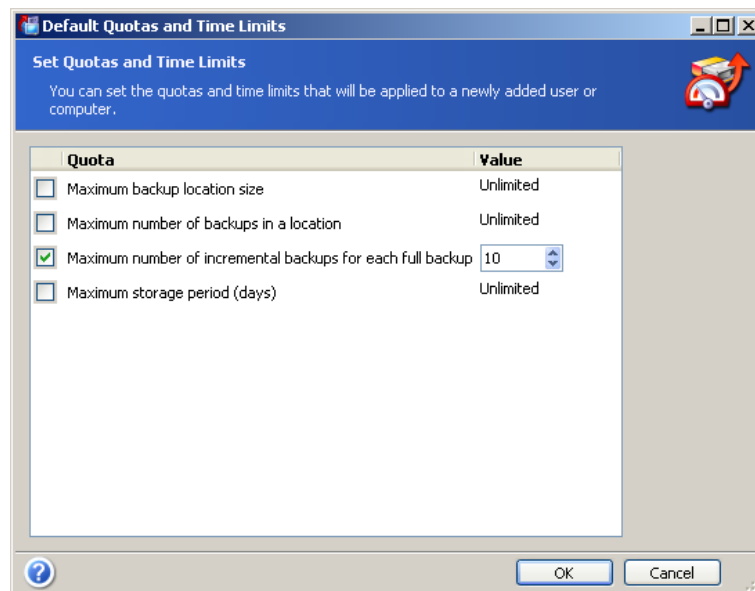 Default Quotas and Time Limits
Set Quotas and Time Limits
You can set the quotas and time limits that will be applied to a newly added user or
computer.
Quota Value
Maximum backup location size Unlimited
Maximum number of backups in a location Unlimited
Maximum number of incremental backups for each full backup 10
Maximum storage period (days) Unlimited
OK Cancel